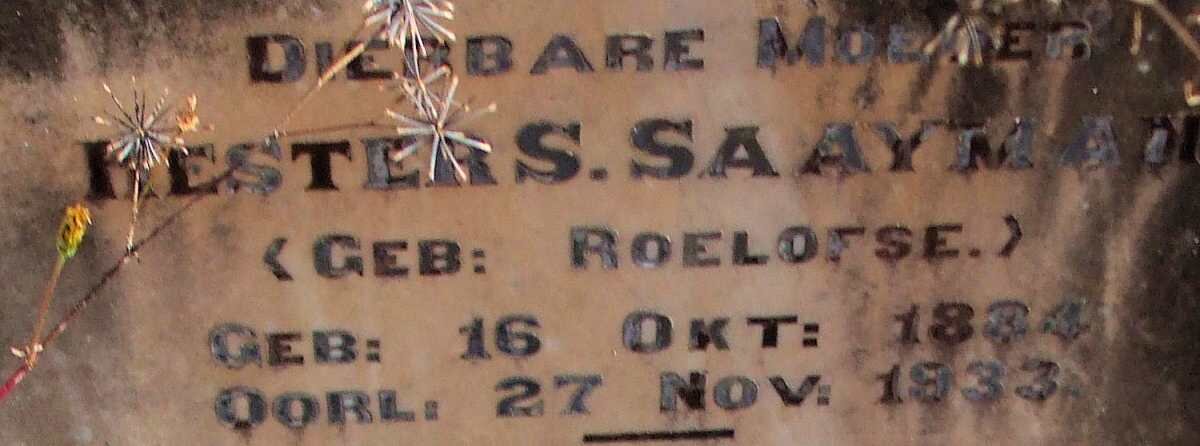 DIERBARE MOEDER
HESTER S. SAAYMAN
(GEB: ROELOFSE.)
GEB: 16 OKT: 1884
OORL: 27 NOV: 1933.